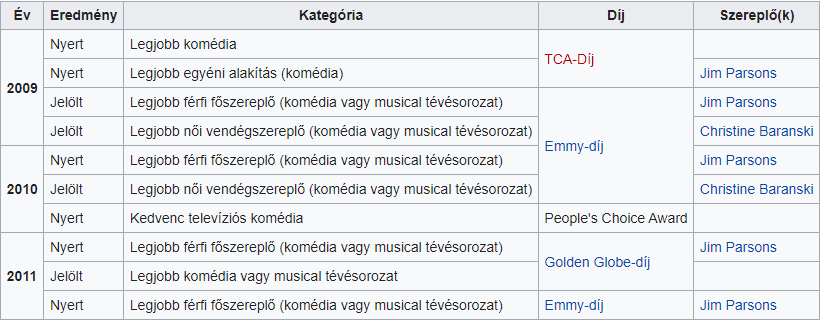 Év Eredmény Kategória Díj Szereplő(k)
2009 Nyert Legjobb komédia TCA-Díj
Nyert Legjobb egyéni alakítás (komédia) Jim Parsons
Jelölt Legjobb férfi főszereplő (komédia vagy musical tévésorozat) Emmy-díj Jim Parsons
Jelölt Legjobb női vendégszereplő (komédia vagy musical tévésorozat) Christine Baranski
2010 Nyert Legjobb férfi főszereplő (komédia vagy musical tévésorozat) Jim Parsons
Jelölt Legjobb női vendégszereplő (komédia vagy musical tévésorozat) Christine Baranski
Nyert Kedvenc televíziós komédia People's Choice Award
2011 Nyert Legjobb férfi főszereplő (komédia vagy musical tévésorozat) Golden Globe-díj Jim Parsons
Jelölt Legjobb komédia vagy musical tévésorozat
Nyert Legjobb férfi főszereplő (komédia vagy musical tévésorozat) Emmy-díj Jim Parsons